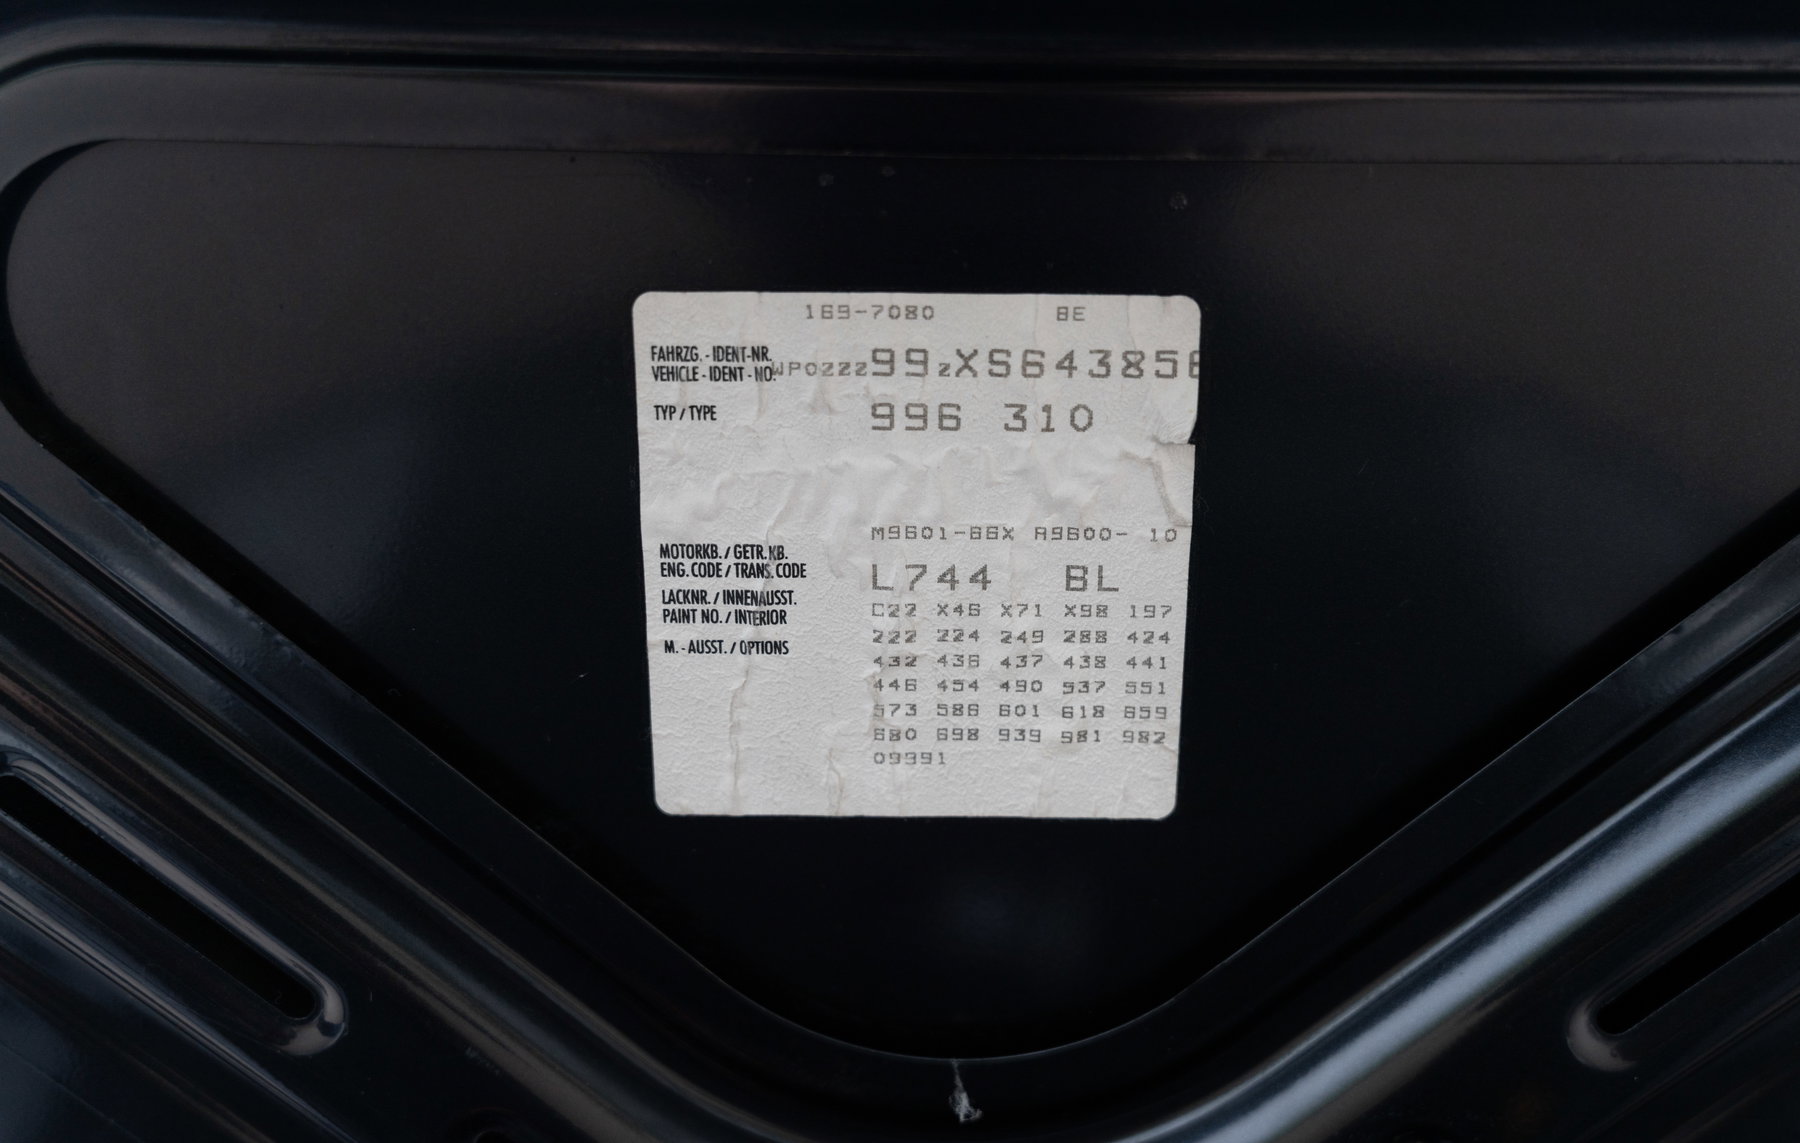 169-7080 BE
FAHRZG. - IDENT-NR.
VEHICLE - IDENT - NO. WP0ZZZ99ZXS643856
TYP / TYPE 996 310
M9601-66X A9600- 10
MOTORKB. / GETR.KB.
ENG. CODE / TRANS. CODE L744 BL
LACKNR. / INNENAUSST. C22 X46 X71 X98 197
PAINT NO. / INTERIOR
222 224 249 288 424
M. - AUSST. / OPTIONS 432 436 437 438 441
446 454 490 537 551
573 586 601 618 659
680 698 939 981 982
09991